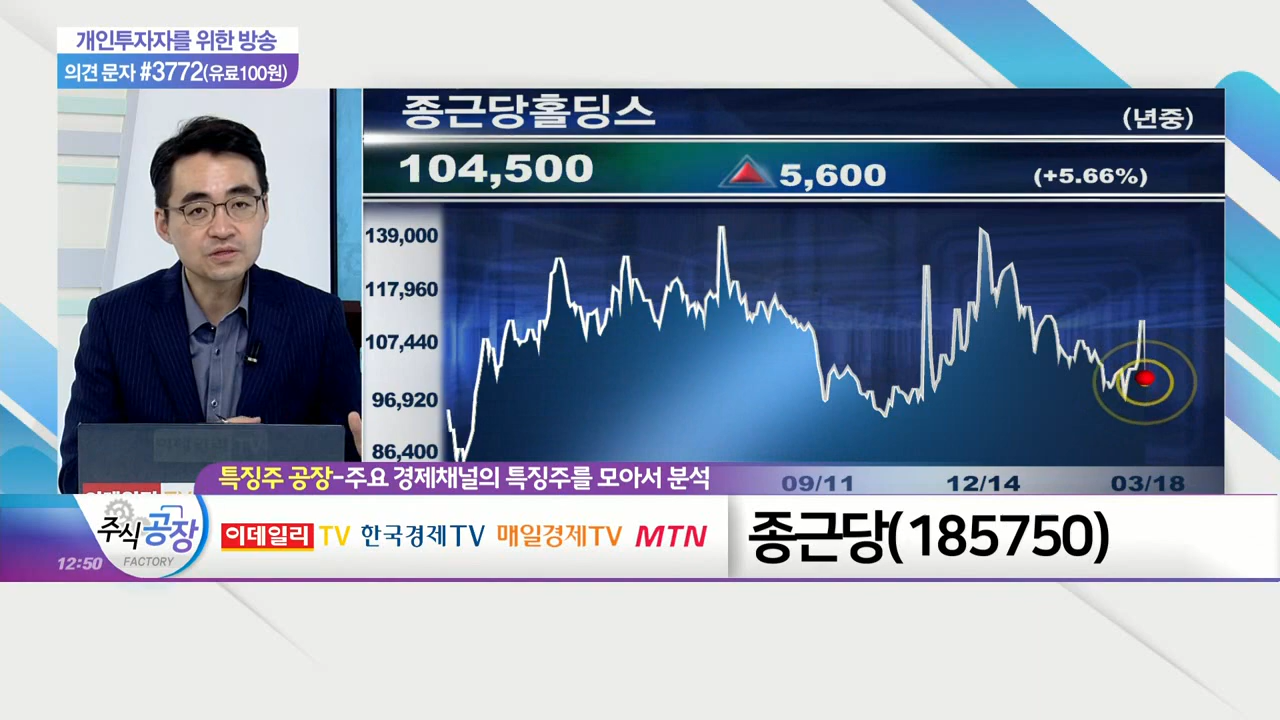 개인투자자를 위한 방송
의견 문자 #3772(유료100원)
종근당홀딩스
(년중)
104,500 5,600 (+5.66%)
139,000
117,960
107,440
96,920
86,400
09/11 12/14 03/18
특징주 공장-주요 경제채널의 특징주를 모아서 분석
주식공장
FACTORY
이데일리 TV 한국경제TV 매일경제TV MTN
종근당(185750)
12:50